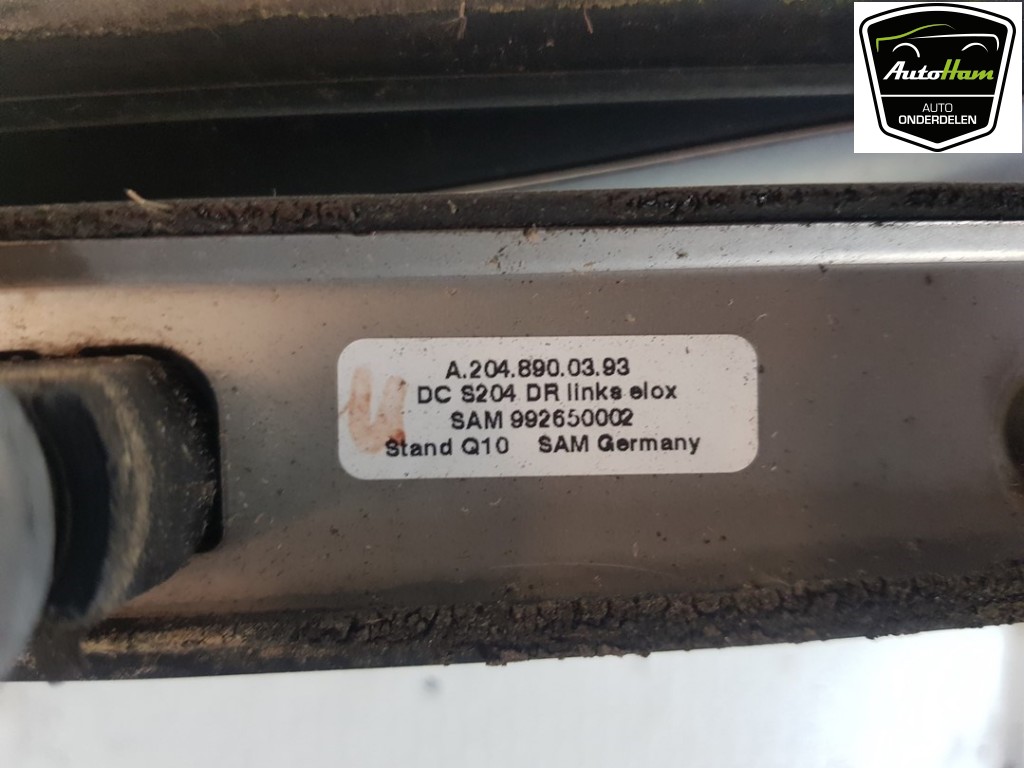 AutoHam
AUTO
ONDERDELEN
A.204.890.03.93
DC S204 DR links elox
SAM 992650002
Stand Q10 SAM Germany